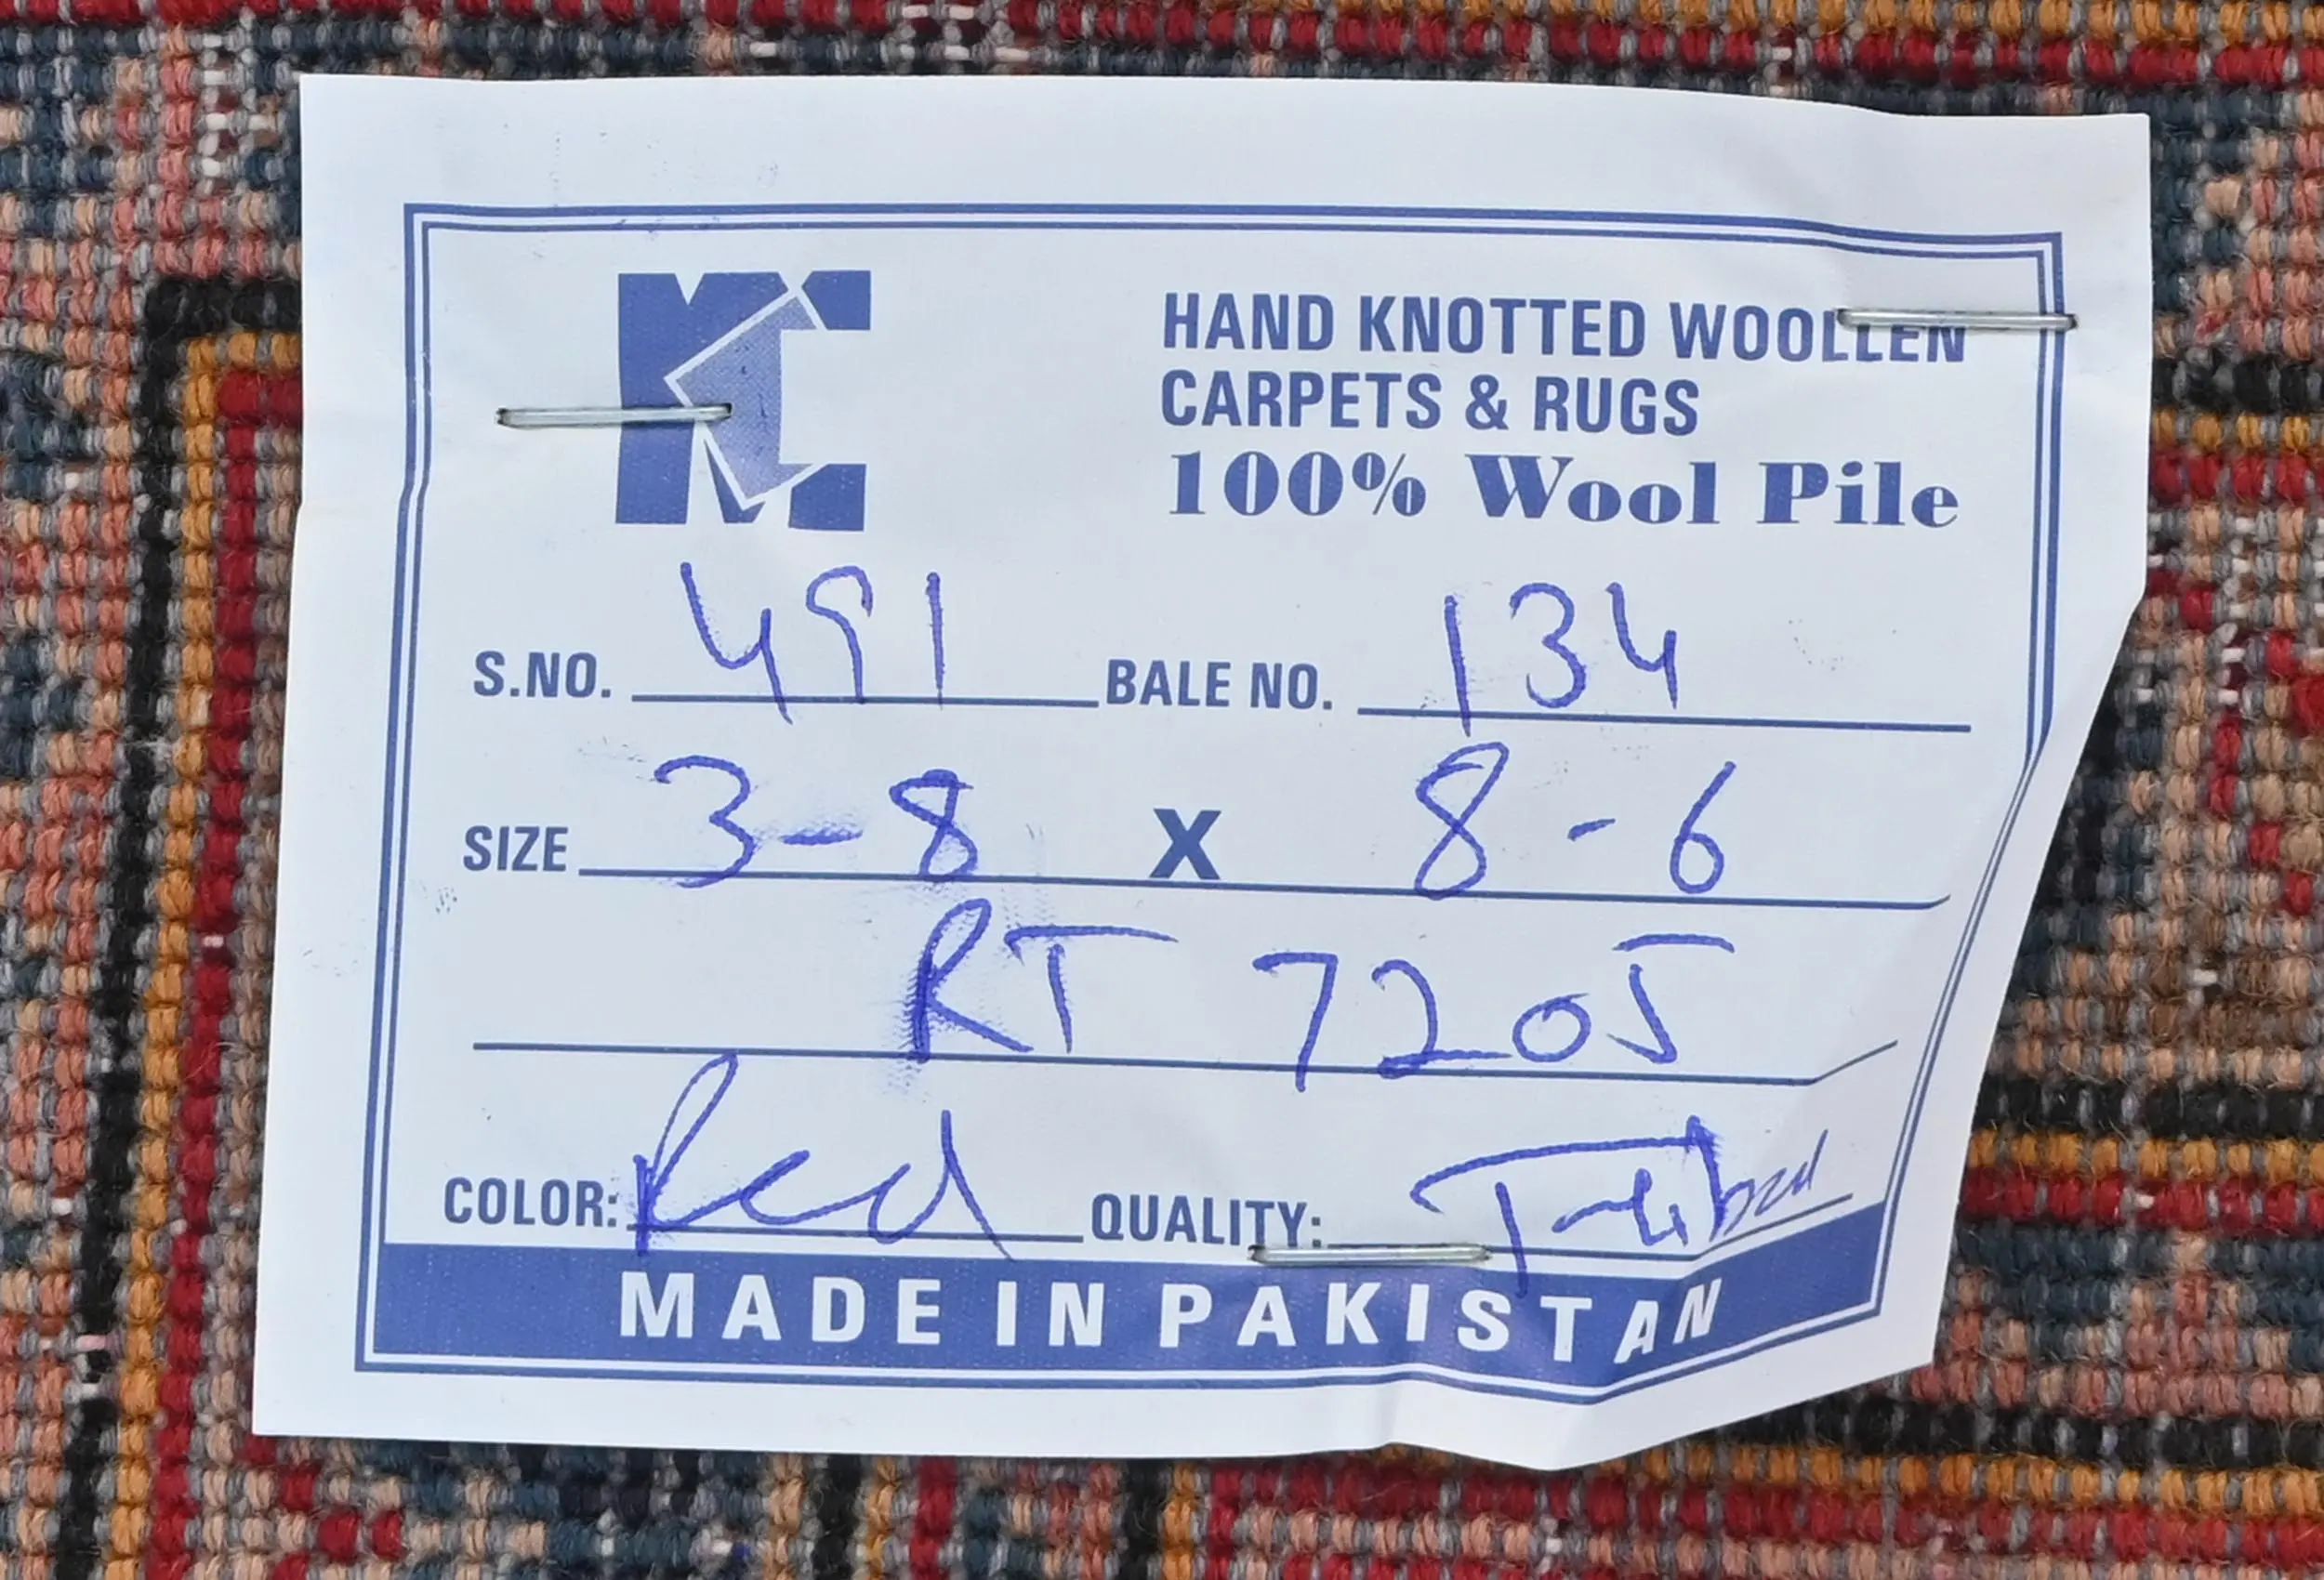 MC
HAND KNOTTED WOOLLEN
CARPETS & RUGS
100% Wool Pile
S.NO. 491 BALE NO. 134
SIZE 3-8 X 8-6
RT 7205
COLOR: Red QUALITY:
MADE IN PAKISTAN